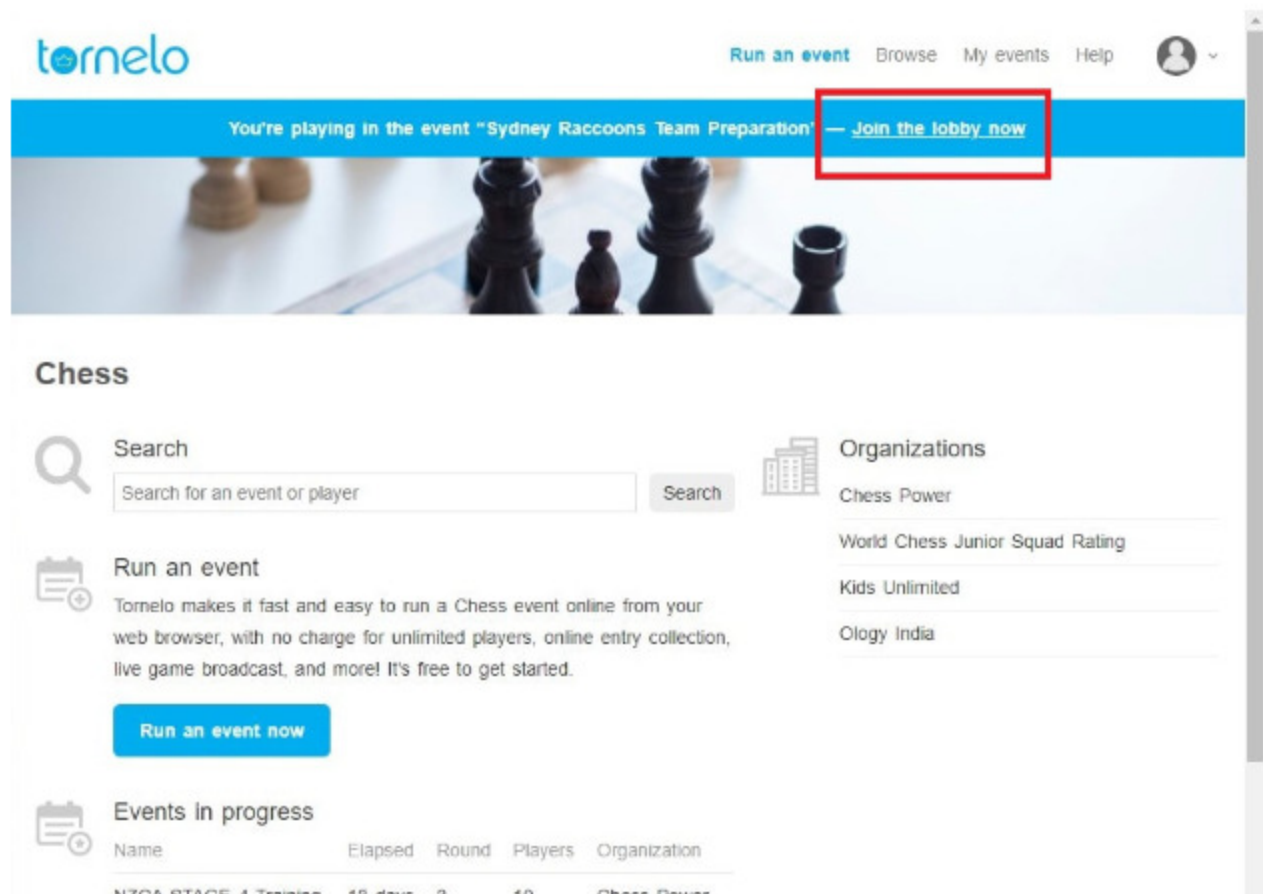 tornelo
Run an event Browse My events Help
You're playing in the event "Sydney Raccoons Team Preparation" — Join the lobby now
Chess
Search
Search for an event or player
Search
Run an event
Tornelo makes it fast and easy to run a Chess event online from your
web browser, with no charge for unlimited players, online entry collection,
live game broadcast, and more! It's free to get started.
Run an event now
Events in progress
Name Elapsed Round Players Organization
Organizations
Chess Power
World Chess Junior Squad Rating
Kids Unlimited
Ology India